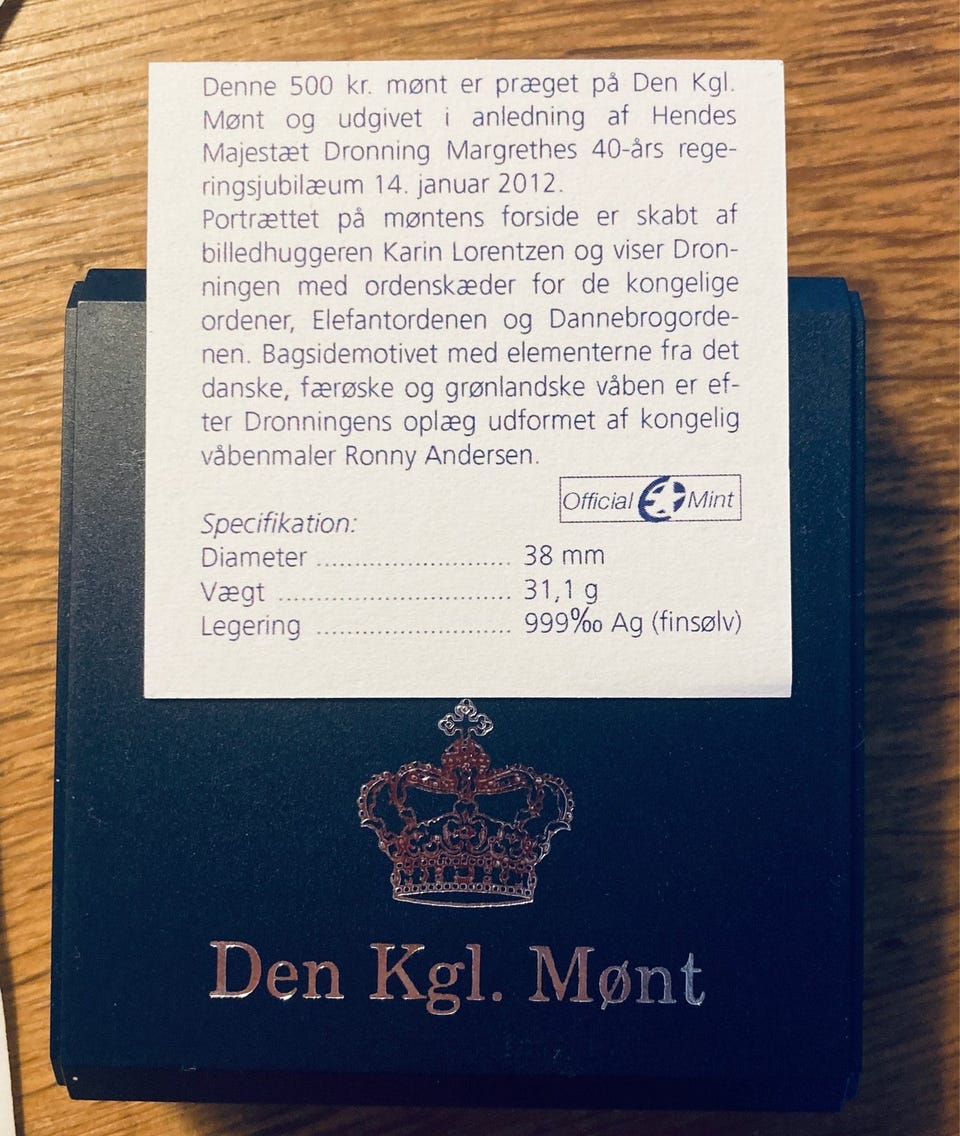 Denne 500 kr. mønt er præget på Den Kgl.
Mønt og udgivet i anledning af Hendes
Majestæt Dronning Margrethes 40-års rege-
ringsjubilæum 14. januar 2012.
Portrættet på møntens forside er skabt af
billedhuggeren Karin Lorentzen og viser Dron-
ningen med ordenskæder for de kongelige
ordener, Elefantordenen og Dannebrogorde-
nen. Bagsidemotivet med elementerne fra det
danske, færøske og grønlandske våben er ef-
ter Dronningens oplæg udformet af kongelig
våbenmaler Ronny Andersen.
Official Mint
Specifikation:
Diameter .......................... 38 mm
Vægt ............................... 31,1 g
Legering .......................... 999‰ Ag (finsølv)
Den Kgl. Mønt